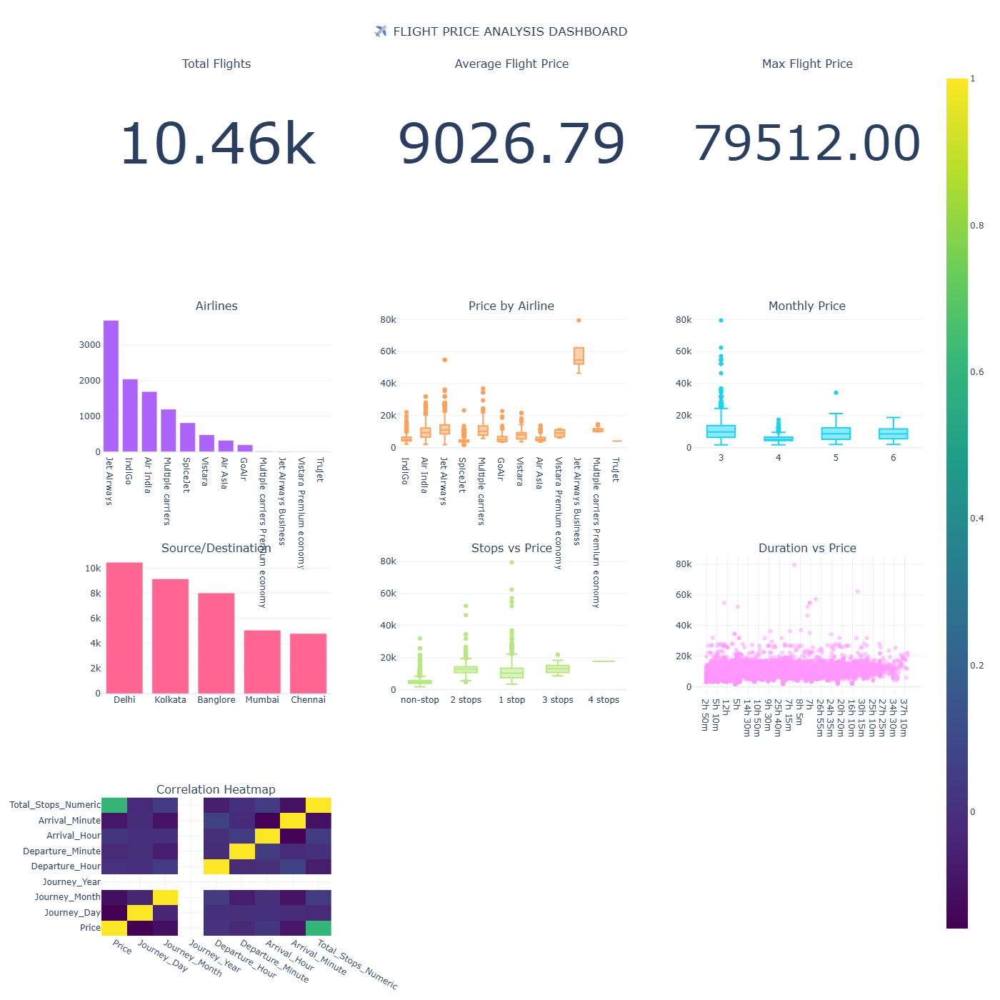 ✈️ FLIGHT PRICE ANALYSIS DASHBOARD
Total Flights
Average Flight Price
Max Flight Price
10.46k
9026.79
79512.00
1
0.8
0.6
0.4
0.2
0
Airlines
3000
2000
1000
0
Jet Airways
IndiGo
Air India
Multiple carriers
SpiceJet
Vistara
Air Asia
GoAir
Multiple carriers Premium economy
Jet Airways Business
Vistara Premium economy
Trujet
Price by Airline
80k
60k
40k
20k
0
IndiGo
Air India
Jet Airways
SpiceJet
Multiple carriers
GoAir
Vistara
Air Asia
Vistara Premium economy
Jet Airways Business
Multiple carriers Premium economy
Trujet
Monthly Price
80k
60k
40k
20k
0
3
4
5
6
Source/Destination
10k
8k
6k
4k
2k
0
Delhi
Kolkata
Banglore
Mumbai
Chennai
Stops vs Price
80k
60k
40k
20k
0
non-stop
2 stops
1 stop
3 stops
4 stops
Duration vs Price
80k
60k
40k
20k
0
2h 50m
5h 10m
12h
5h
14h 30m
10h 50m
9h 30m
25h 40m
7h 15m
8h 5m
7h
26h 55m
24h 35m
20h 20m
16h 10m
30h 15m
25h 10m
27h 25m
34h 30m
37h 10m
Correlation Heatmap
Total_Stops_Numeric
Arrival_Minute
Arrival_Hour
Departure_Minute
Departure_Hour
Journey_Year
Journey_Month
Journey_Day
Price
Price
Journey_Day
Journey_Month
Journey_Year
Departure_Hour
Departure_Minute
Arrival_Hour
Arrival_Minute
Total_Stops_Numeric